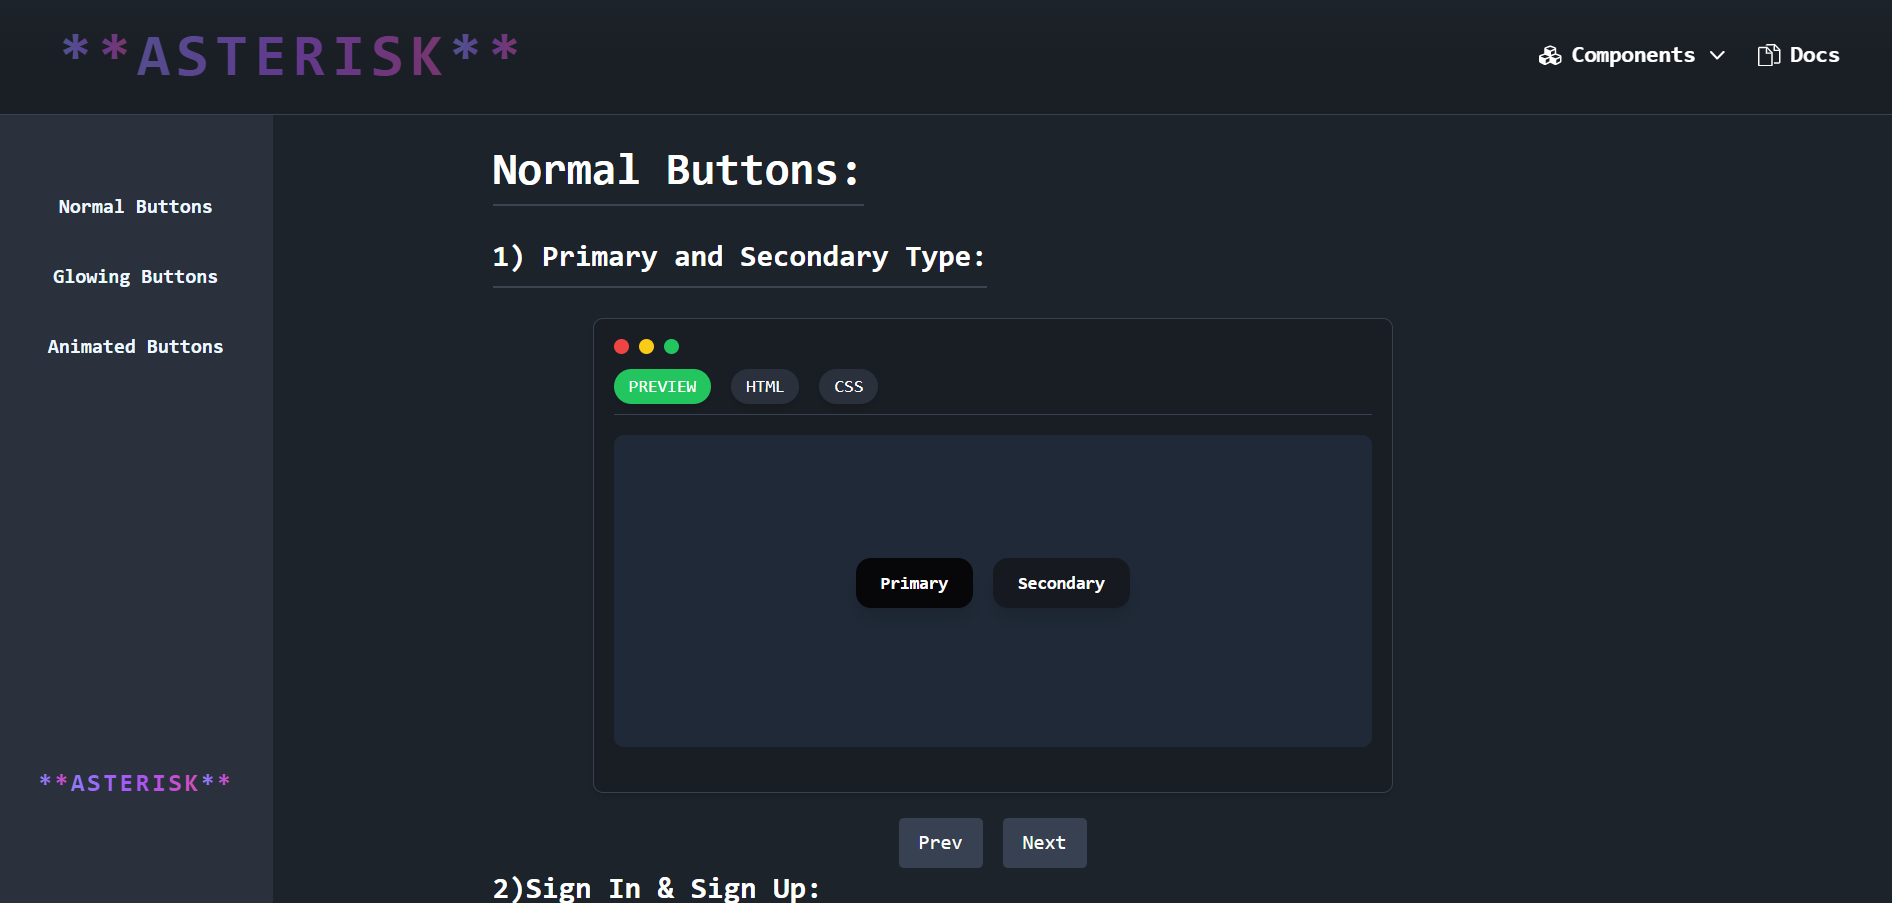 **ASTERISK**
Components
Docs
Normal Buttons
Glowing Buttons
Animated Buttons
**ASTERISK**
Normal Buttons:
1) Primary and Secondary Type:
PREVIEW HTML CSS
Primary Secondary
Prev Next
2)Sign In & Sign Up: